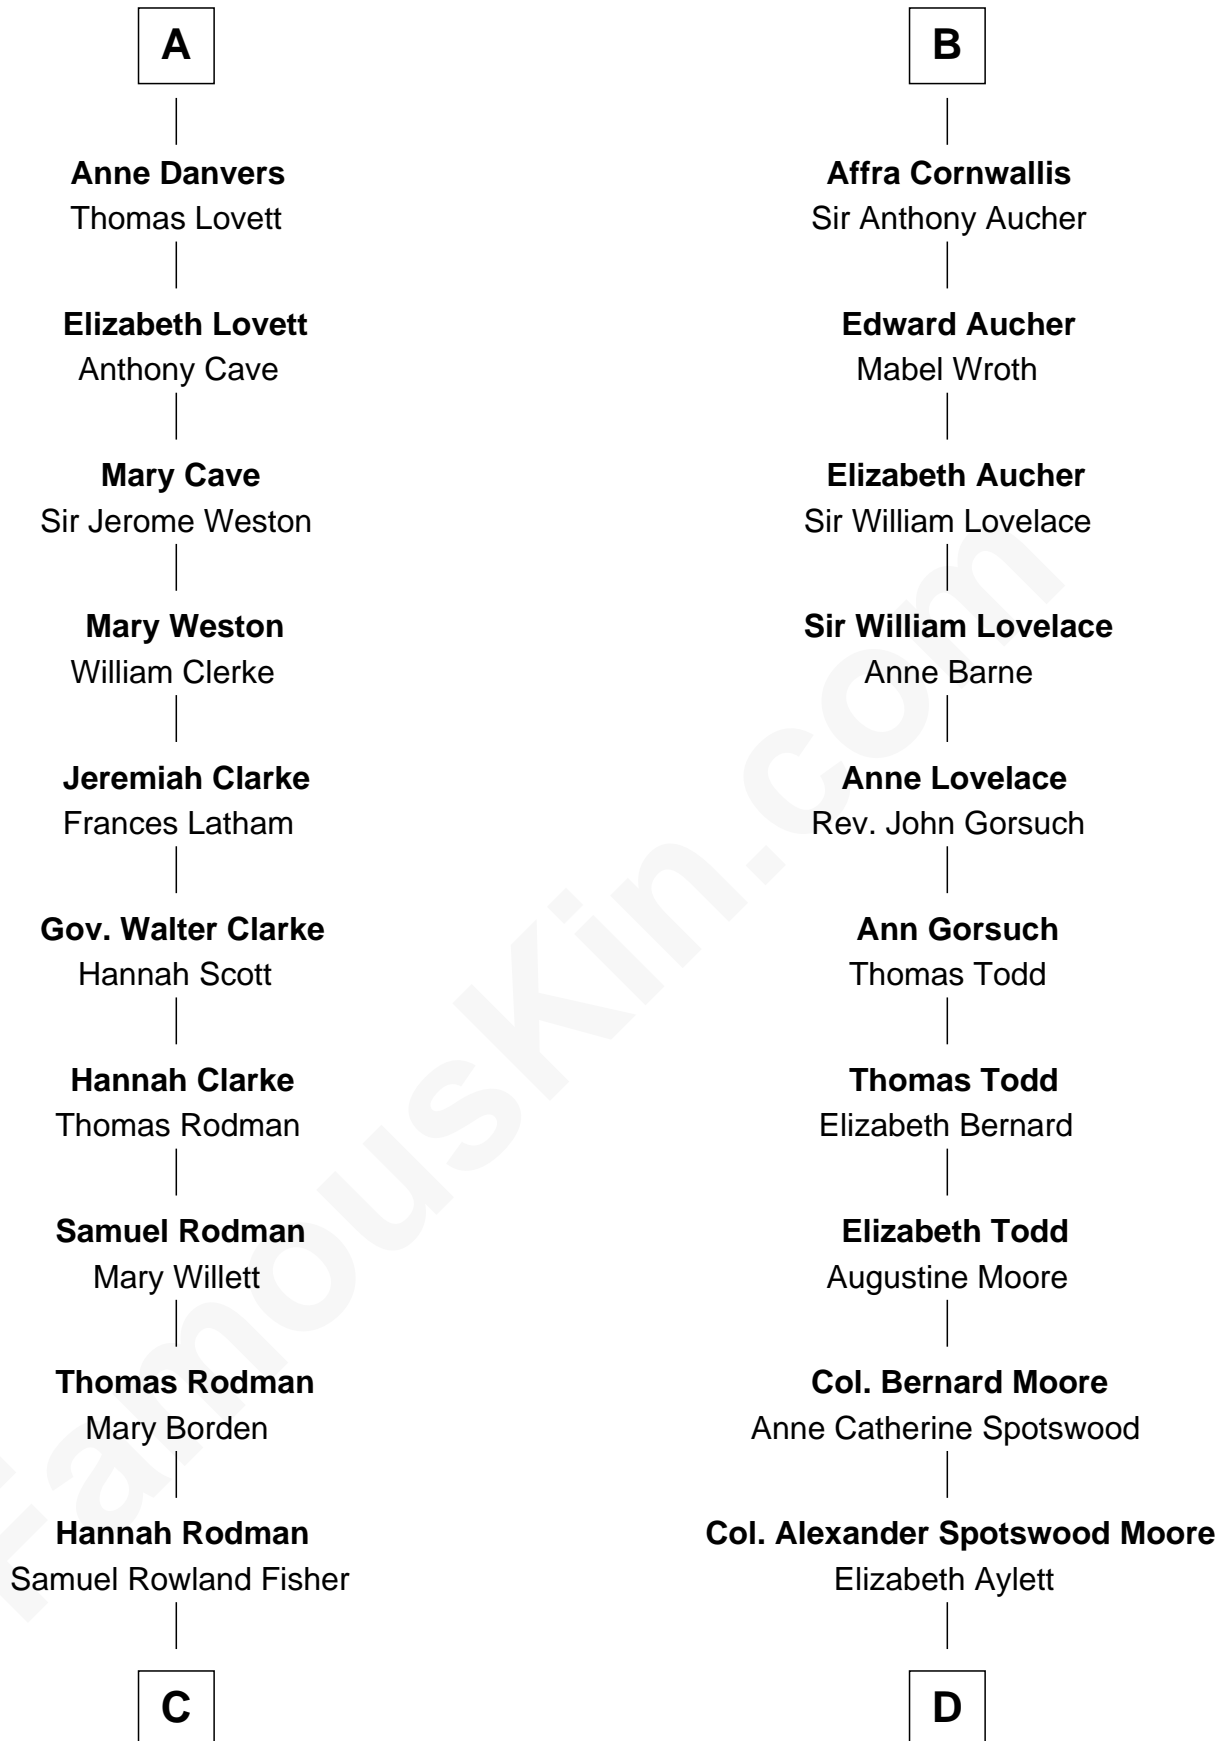 A
Anne Danvers
Thomas Lovett
Elizabeth Lovett
Anthony Cave
Mary Cave
Sir Jerome Weston
Mary Weston
William Clerke
Jeremiah Clarke
Frances Latham
Gov. Walter Clarke
Hannah Scott
Hannah Clarke
Thomas Rodman
Samuel Rodman
Mary Willett
Thomas Rodman
Mary Borden
Hannah Rodman
Samuel Rowland Fisher
C
B
Affra Cornwallis
Sir Anthony Aucher
Edward Aucher
Mabel Wroth
Elizabeth Aucher
Sir William Lovelace
Sir William Lovelace
Anne Barne
Anne Lovelace
Rev. John Gorsuch
Ann Gorsuch
Thomas Todd
Thomas Todd
Elizabeth Bernard
Elizabeth Todd
Augustine Moore
Col. Bernard Moore
Anne Catherine Spotswood
Col. Alexander Spotswood Moore
Elizabeth Aylett
D
FamousKin.com